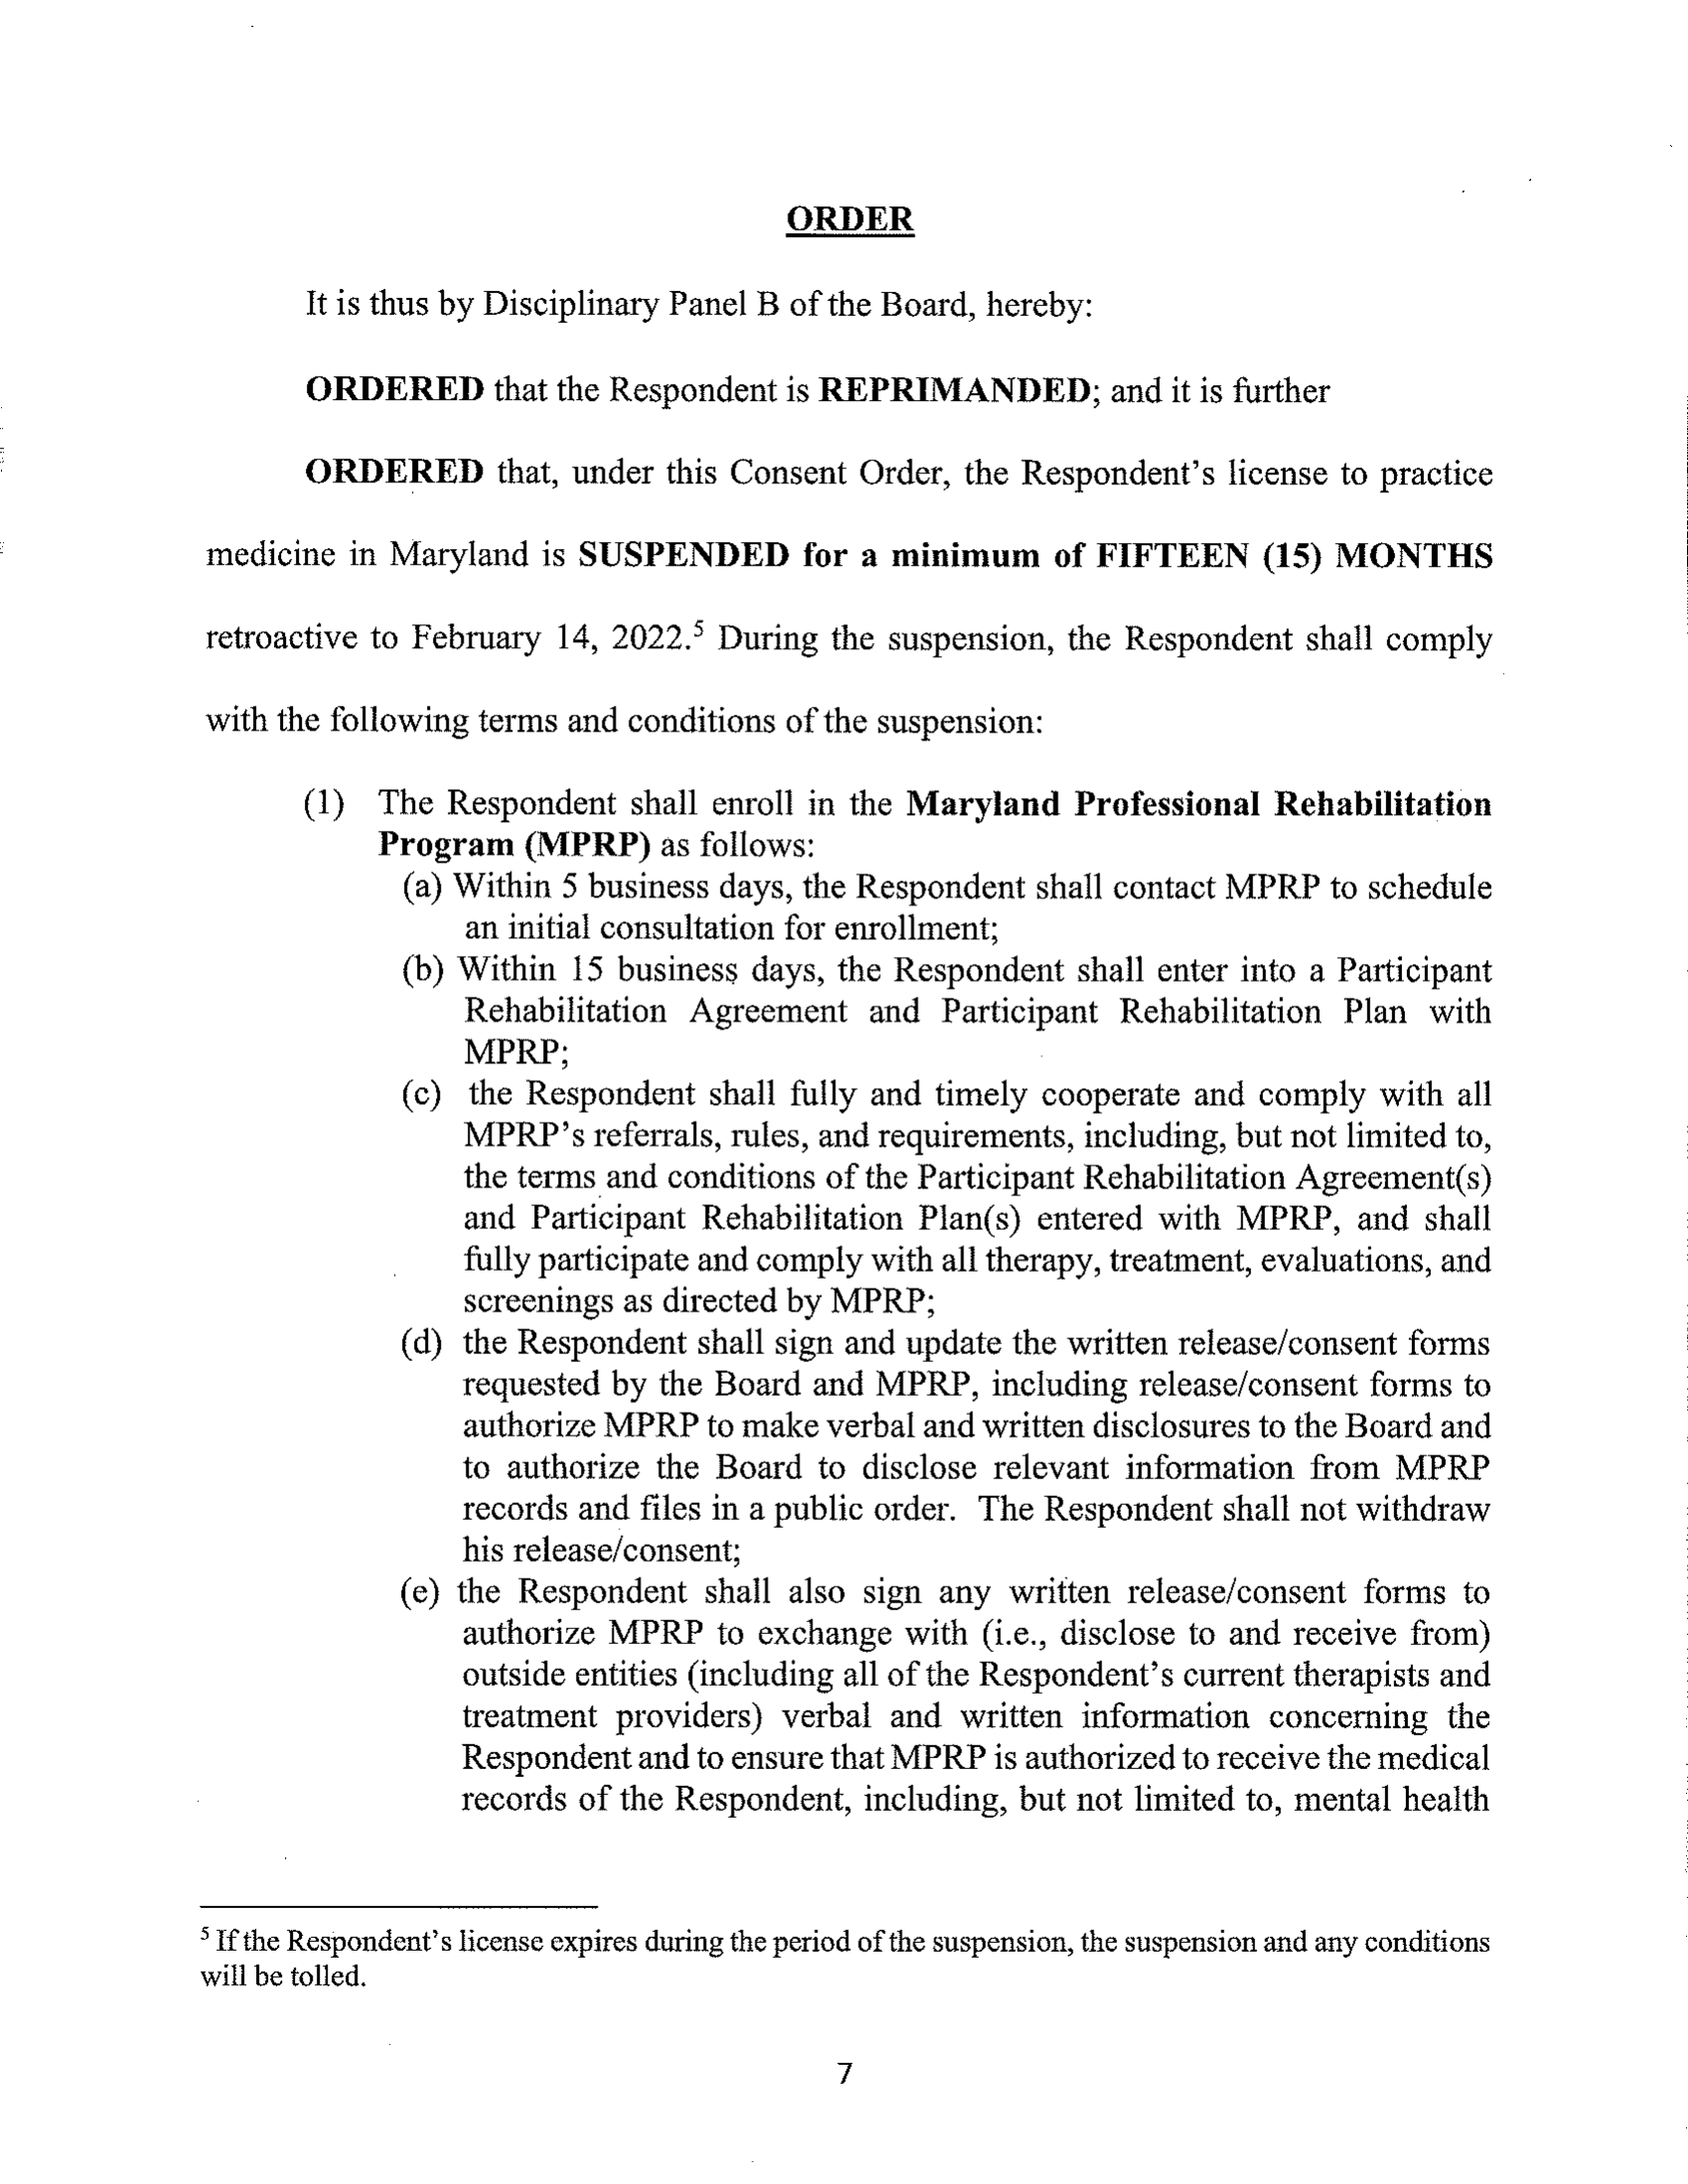 ORDER
It is thus by Disciplinary Panel B of the Board, hereby:
ORDERED that the Respondent is REPRIMANDED; and it is further
ORDERED that, under this Consent Order, the Respondent's license to practice
medicine in Maryland is SUSPENDED for a minimum of FIFTEEN (15) MONTHS
retroactive to February 14, 2022.⁵ During the suspension, the Respondent shall comply
with the following terms and conditions of the suspension:
(1) The Respondent shall enroll in the Maryland Professional Rehabilitation
Program (MPRP) as follows:
(a) Within 5 business days, the Respondent shall contact MPRP to schedule
an initial consultation for enrollment;
(b) Within 15 business days, the Respondent shall enter into a Participant
Rehabilitation Agreement and Participant Rehabilitation Plan with
MPRP;
(c) the Respondent shall fully and timely cooperate and comply with all
MPRP's referrals, rules, and requirements, including, but not limited to,
the terms and conditions of the Participant Rehabilitation Agreement(s)
and Participant Rehabilitation Plan(s) entered with MPRP, and shall
fully participate and comply with all therapy, treatment, evaluations, and
screenings as directed by MPRP;
(d) the Respondent shall sign and update the written release/consent forms
requested by the Board and MPRP, including release/consent forms to
authorize MPRP to make verbal and written disclosures to the Board and
to authorize the Board to disclose relevant information from MPRP
records and files in a public order. The Respondent shall not withdraw
his release/consent;
(e) the Respondent shall also sign any written release/consent forms to
authorize MPRP to exchange with (i.e., disclose to and receive from)
outside entities (including all of the Respondent's current therapists and
treatment providers) verbal and written information concerning the
Respondent and to ensure that MPRP is authorized to receive the medical
records of the Respondent, including, but not limited to, mental health
⁵ If the Respondent's license expires during the period of the suspension, the suspension and any conditions
will be tolled.
7